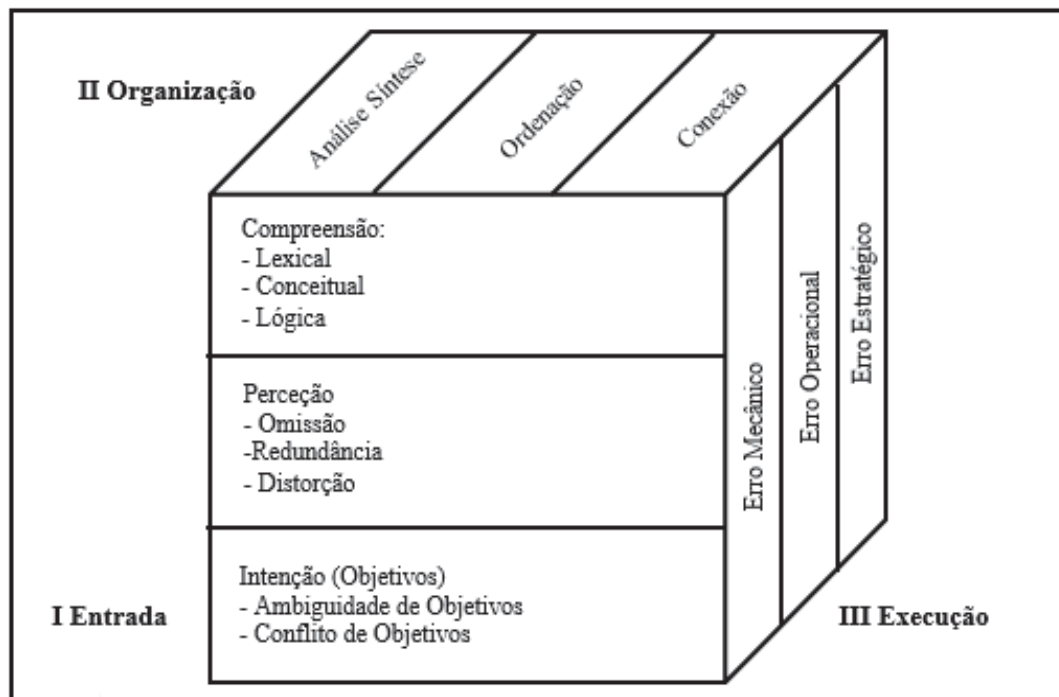 II Organização
Análise Síntese
Ordenação
Conexão
Compreensão:
- Lexical
- Conceitual
- Lógica
Perceção
- Omissão
-Redundância
- Distorção
Intenção (Objetivos)
- Ambiguidade de Objetivos
- Conflito de Objetivos
I Entrada
Erro Mecânico
Erro Operacional
Erro Estratégico
III Execução